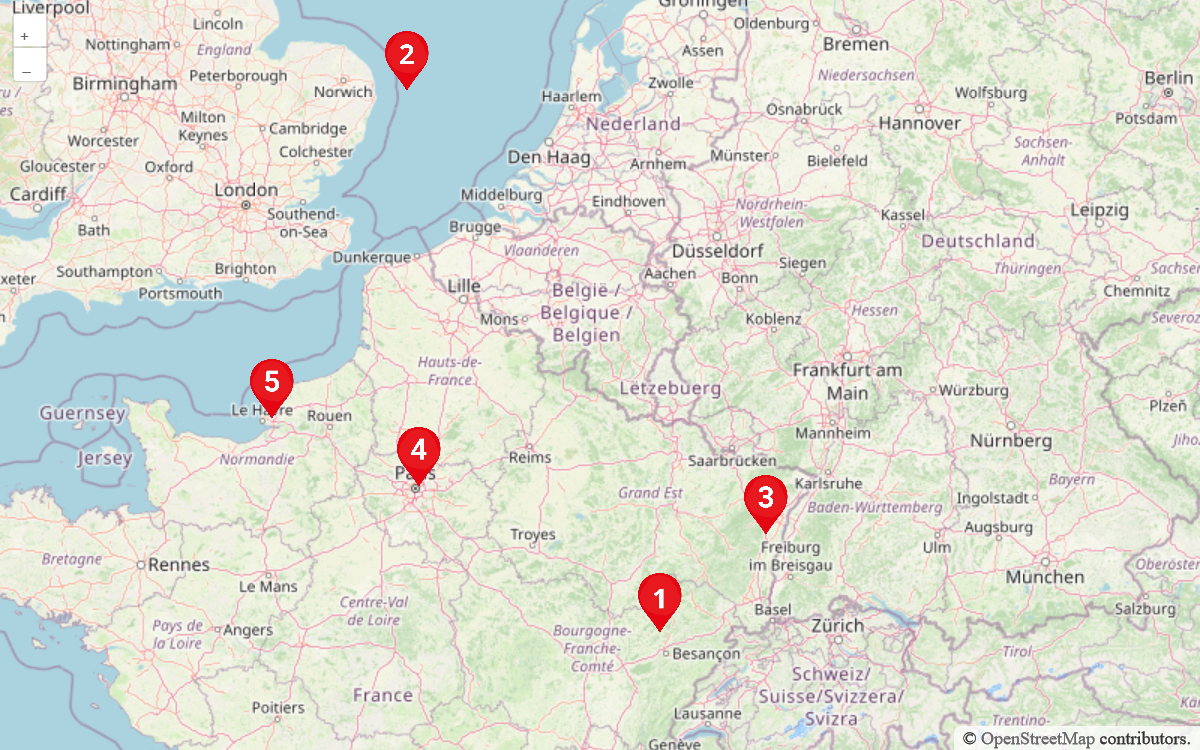 Liverpool
Groningen
Lincoln
Oldenburg
+
Nottingham
England
2
Assen
Bremen
–
Birmingham
Peterborough
Norwich
Zwolle
Niedersachsen
Berlin
Haarlem
Wolfsburg
Milton
Keynes
Cambridge
Nederland
Osnabrück
Hannover
Potsdam
Worcester
Colchester
Den Haag
Arnhem
Münster
Bielefeld
Sachsen-
Anhalt
Gloucester
Oxford
Cardiff
London
Middelburg
Eindhoven
Nordrhein-
Westfalen
Kassel
Leipzig
Bath
Southend-
on-Sea
Brugge
Vlaanderen
Düsseldorf
Deutschland
Southampton
Brighton
Dunkerque
Aachen
Siegen
Thüringen
Sachsen
xeter
Portsmouth
Lille
België /
Belgique /
Belgien
Bonn
Chemnitz
Mons
Koblenz
Hessen
Severoz
Hauts-de-
France
Frankfurt am
Main
5
Lëtzebuerg
Würzburg
Guernsey
Le Havre
Rouen
Plzeň
Jersey
4
Mannheim
Nürnberg
Jiho
Normandie
Paris
Reims
Saarbrücken
Karlsruhe
Bayern
Grand Est
3
Baden-Württemberg
Ingolstadt
Troyes
Augsburg
Freiburg
im Breisgau
Ulm
Bretagne
Rennes
München
Oberöster
Le Mans
1
Centre-Val
de Loire
Basel
Salzburg
Pays de
la Loire
Angers
Bourgogne-
Franche-
Comté
Zürich
Besançon
Tirol
France
Schweiz/
Suisse/Svizzera/
Svizra
Poitiers
Lausanne
Trentino-
Genève
© OpenStreetMap contributors.